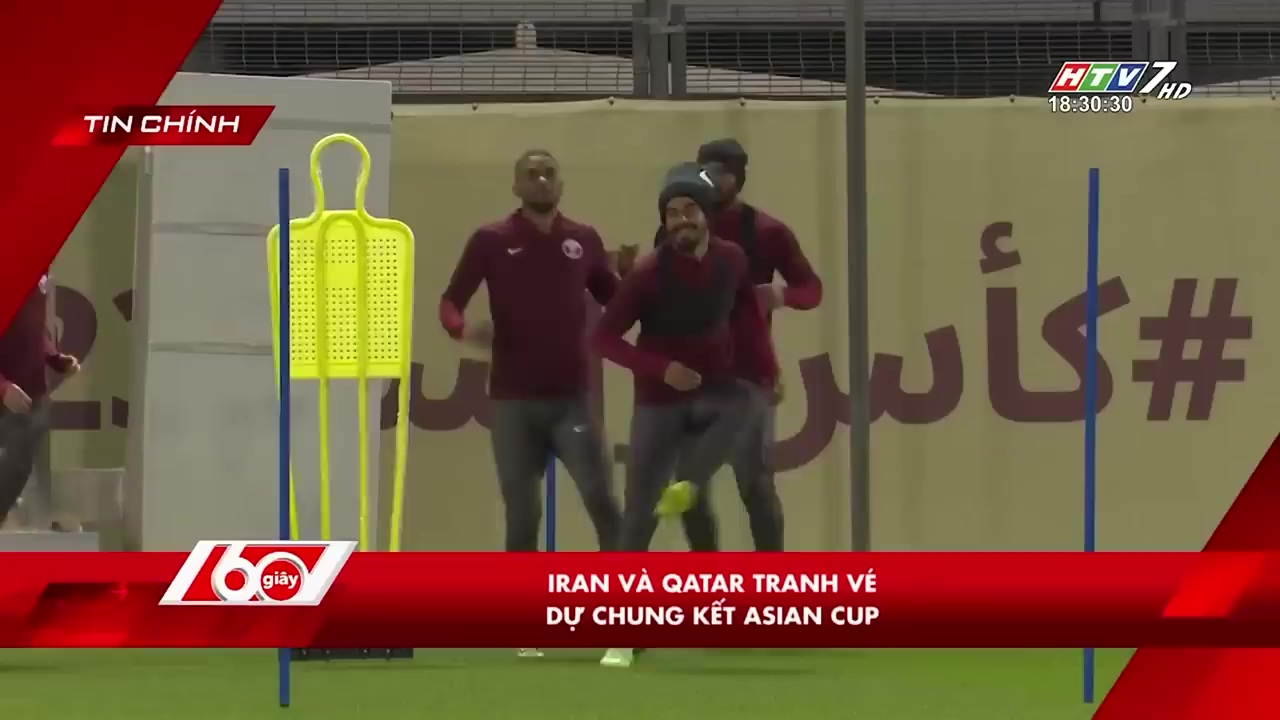 HTV7 HD
18:30:30
TIN CHÍNH
#كأس_آسيا
60 giây
IRAN VÀ QATAR TRANH VÉ
DỰ CHUNG KẾT ASIAN CUP